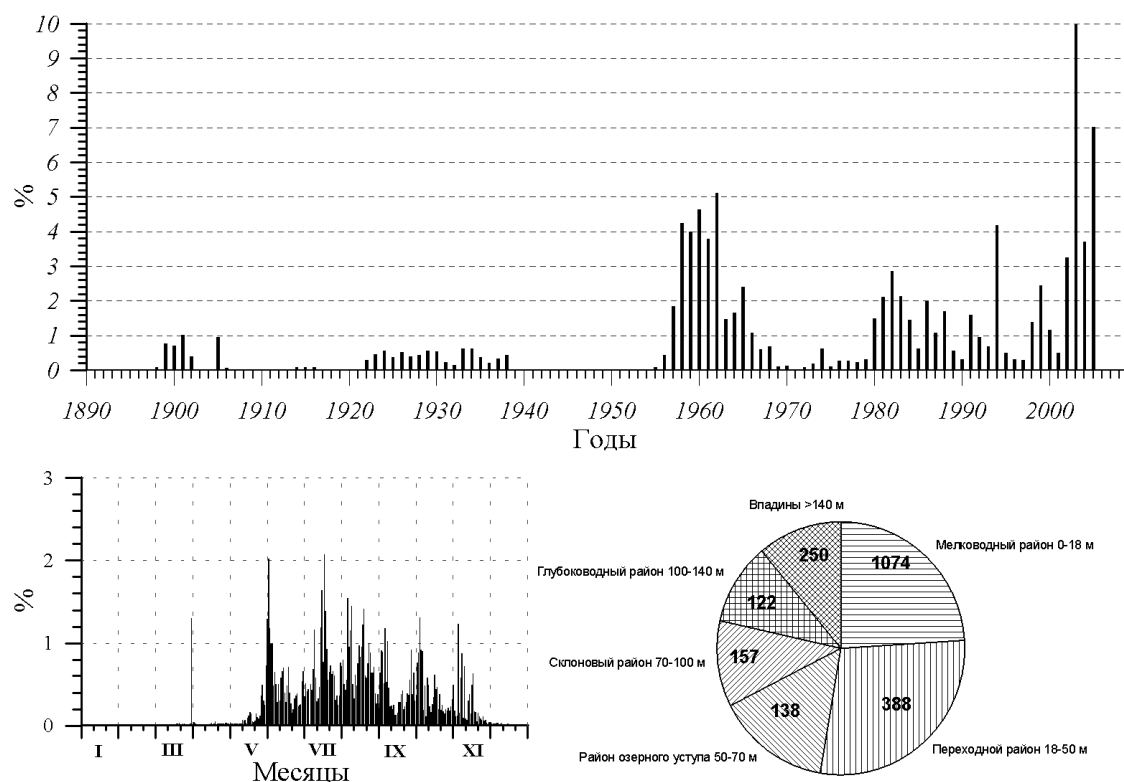 10
9
8
7
6
5
4
3
2
1
0
%
1890 1900 1910 1920 1930 1940 1950 1960 1970 1980 1990 2000
Годы
3
2
1
0
%
I III V VII IX XI
Месяцы
Впадины >140 м
Мелководный район 0-18 м
Глубоководный район 100-140 м
Склоновый район 70-100 м
Район озерного уступа 50-70 м
Переходной район 18-50 м
250
1074
122
157
138
388